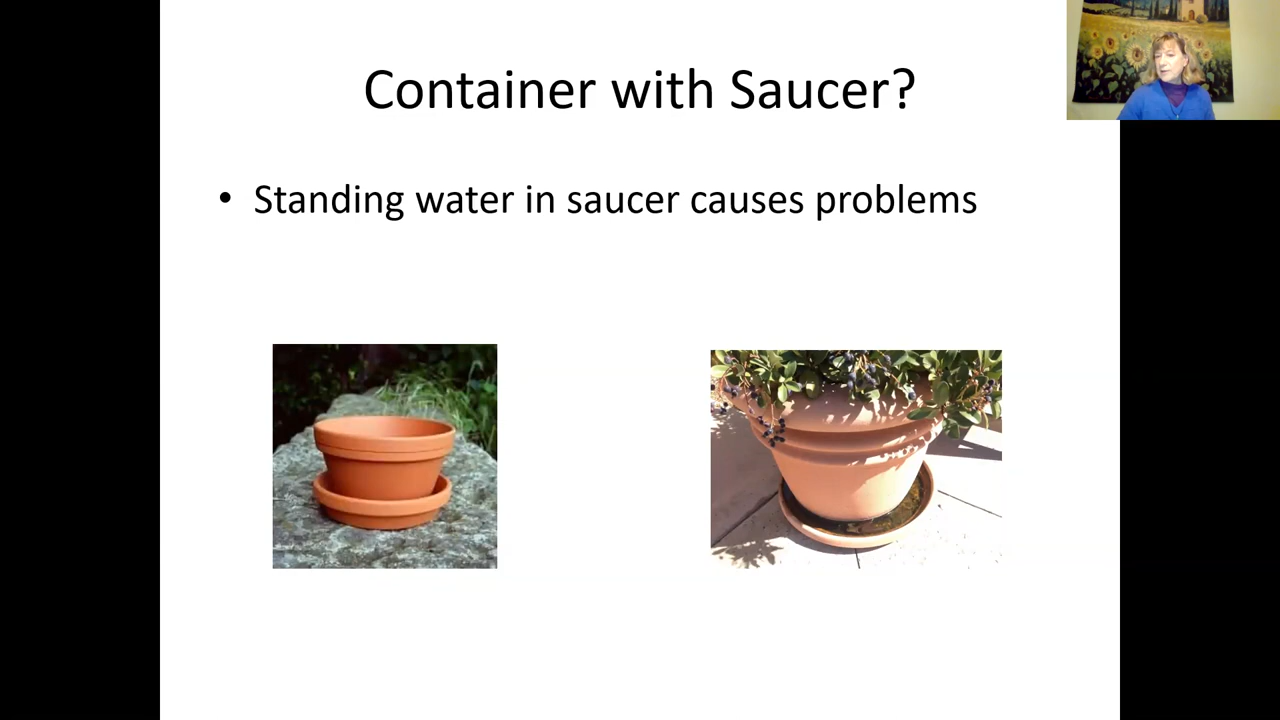 Container with Saucer?
• Standing water in saucer causes problems